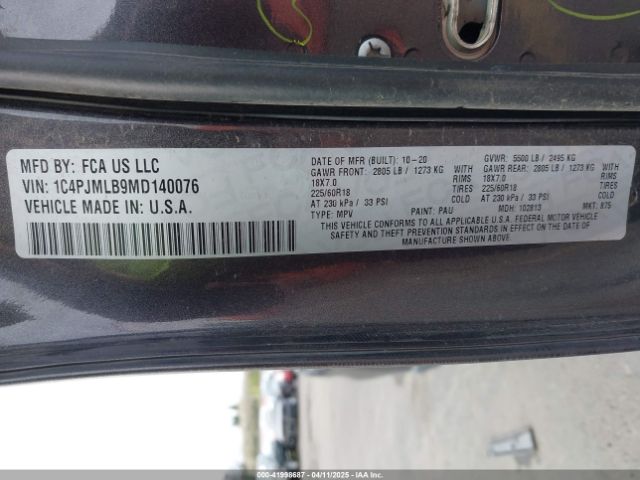 MFD BY: FCA US LLC
VIN: 1C4PJMLB9MD140076
VEHICLE MADE IN: U.S.A.
DATE OF MFR (BUILT): 10-20 GVWR: 5500 LB / 2495 KG
GAWR FRONT: 2805 LB / 1273 KG WITH GAWR REAR: 2805 LB / 1273 KG WITH
18X7.0 RIMS 18X7.0 RIMS
225/60R18 TIRES 225/60R18 TIRES
AT 230 kPa / 33 PSI COLD AT 230 kPa / 33 PSI COLD
TYPE: MPV PAINT: PAU MDH: 102813 MKT: 875
THIS VEHICLE CONFORMS TO ALL APPLICABLE U.S.A. FEDERAL MOTOR VEHICLE
SAFETY AND THEFT PREVENTION STANDARDS IN EFFECT ON THE DATE OF
MANUFACTURE SHOWN ABOVE.
000-41998687 - 04/11/2025 - IAAI.COM